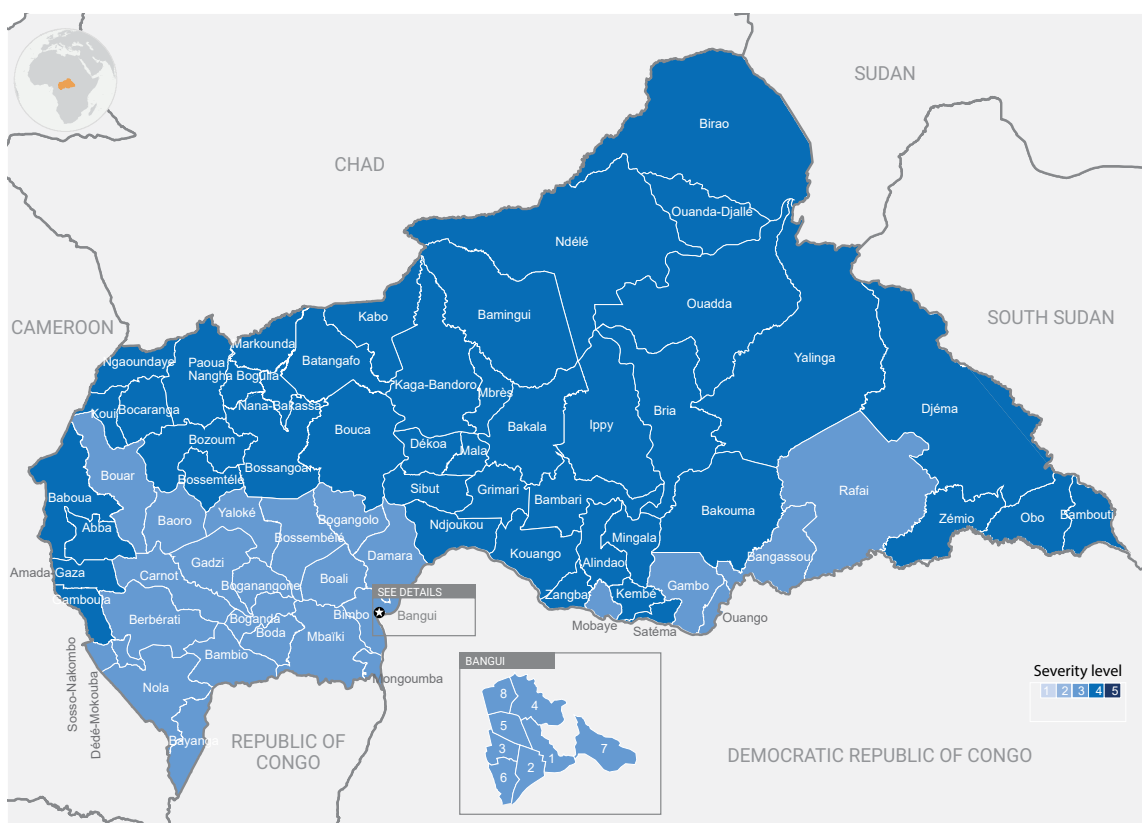 SUDAN
Birao
CHAD
Ouanda-Djallé
Ndélé
Ouadda
Bamingui
Kabo
SOUTH SUDAN
CAMEROON
Markounda
Yalinga
Ngaoundaye
Paoua
Batangafo
Nangha Boguila
Kaga-Bandoro
Mbrès
Nana-Bakassa
Koui
Bocaranga
Djéma
Bria
Ippy
Bakala
Bouca
Bozoum
Dékoa
Mala
Bossangoa
Bouar
Bossemtélé
Rafai
Sibut
Grimari
Baboua
Bambari
Bakouma
Yaloké
Baoro
Bogangolo
Ndjoukou
Zémio
Obo
Bambouti
Abba
Bossembélé
Mingala
Kouango
Damara
Bangassou
Gadzi
Alindao
Amada-Gaza
Carnot
Boali
Boganangone
Gambo
SEE DETAILS
Zangba
Kembé
Gamboula
Bimbo
Bangui
Berbérati
Boganda
Ouango
Mobaye
Boda
Mbaïki
Satéma
Bambio
BANGUI
Mongoumba
Severity level
1 2 3 4 5
Nola
Sosso-Nakombo
Dédé-Mokouba
8
4
5
3
1
7
2
6
Bayanga
REPUBLIC OF
CONGO
DEMOCRATIC REPUBLIC OF CONGO